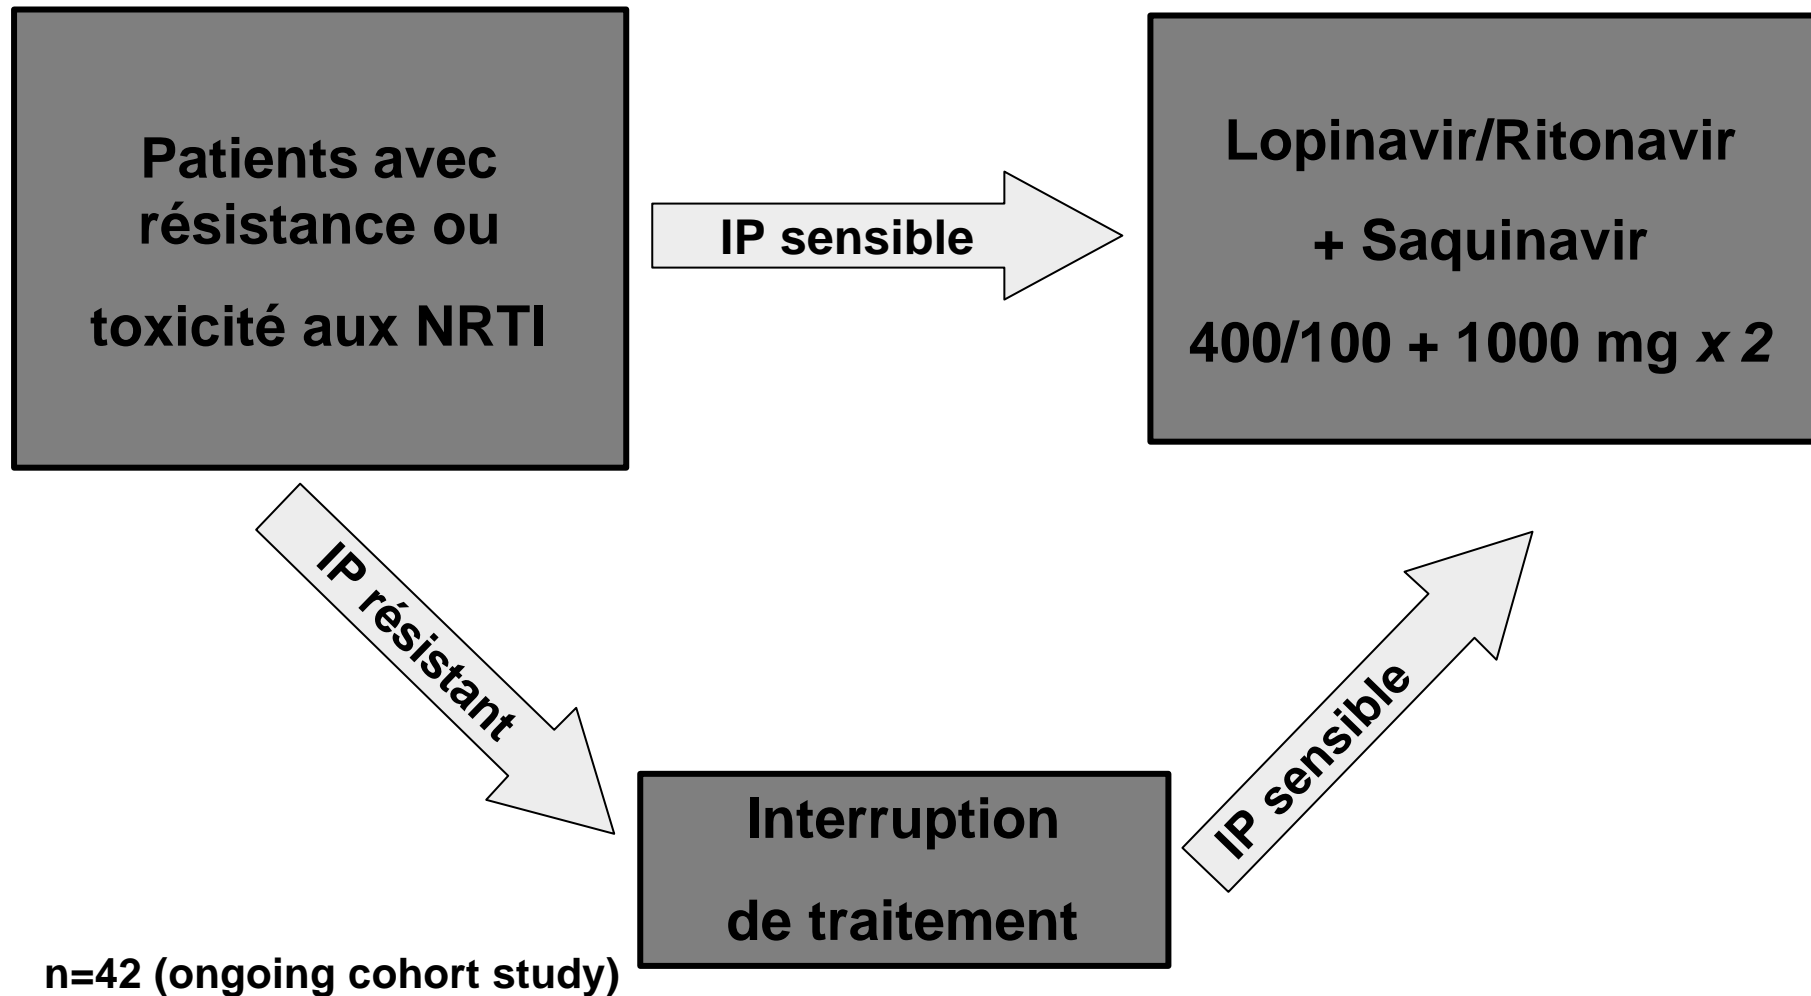 Patients avec
résistance ou
toxicité aux NRTI
IP sensible
Lopinavir/Ritonavir
+ Saquinavir
400/100 + 1000 mg x 2
IP résistant
IP sensible
Interruption
de traitement
n=42 (ongoing cohort study)